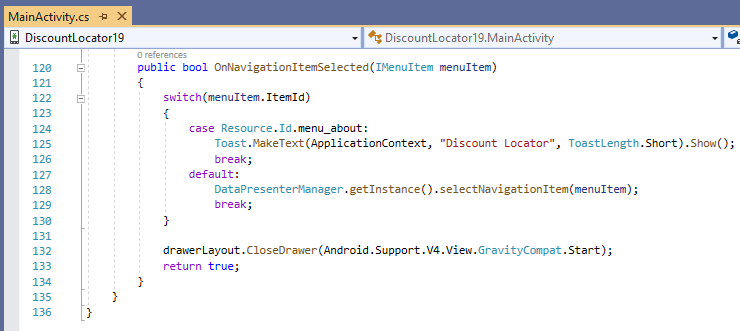 MainActivity.cs
DiscountLocator19 DiscountLocator19.MainActivity
0 references
120 public bool OnNavigationItemSelected(IMenuItem menuItem)
121 {
122 switch(menuItem.ItemId)
123 {
124 case Resource.Id.menu_about:
125 Toast.MakeText(ApplicationContext, "Discount Locator", ToastLength.Short).Show();
126 break;
127 default:
128 DataPresenterManager.getInstance().selectNavigationItem(menuItem);
129 break;
130 }
131
132 drawerLayout.CloseDrawer(Android.Support.V4.View.GravityCompat.Start);
133 return true;
134 }
135 }
136 }